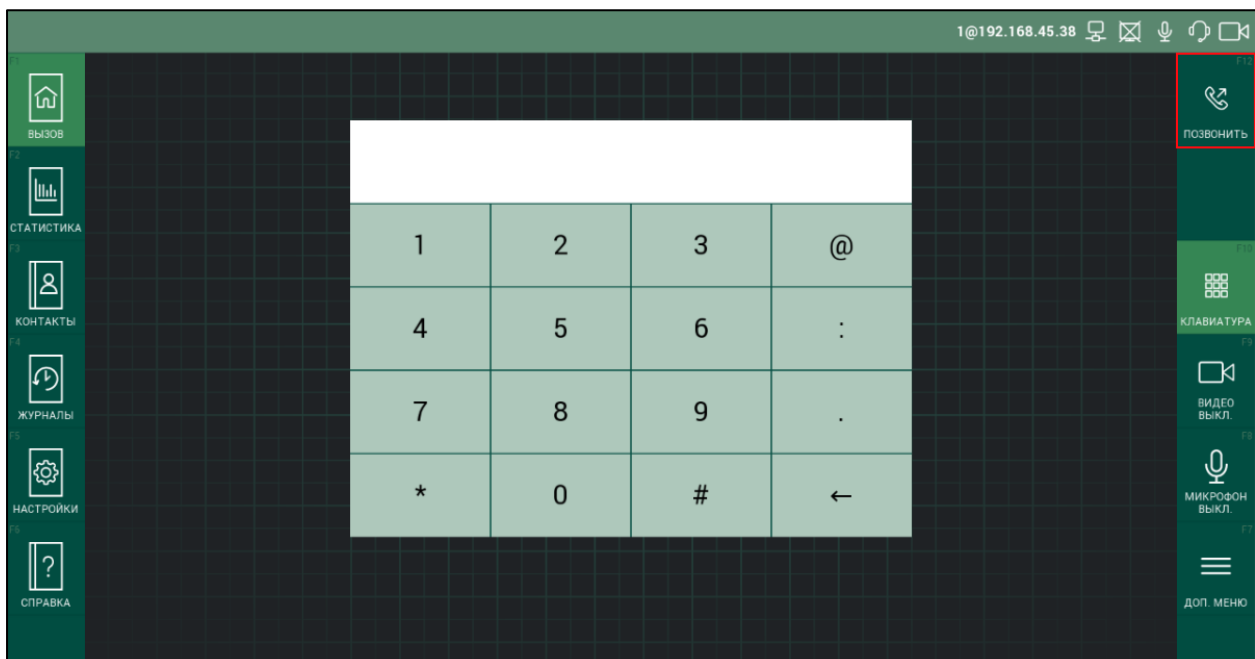 1@192.168.45.38
F1
ВЫЗОВ
F2
СТАТИСТИКА
F3
КОНТАКТЫ
F4
ЖУРНАЛЫ
F5
НАСТРОЙКИ
F6
СПРАВКА
1 2 3 @
4 5 6 :
7 8 9 .
* 0 # ←
F12
ПОЗВОНИТЬ
F10
КЛАВИАТУРА
F9
ВИДЕО
ВЫКЛ.
F8
МИКРОФОН
ВЫКЛ.
F7
ДОП. МЕНЮ